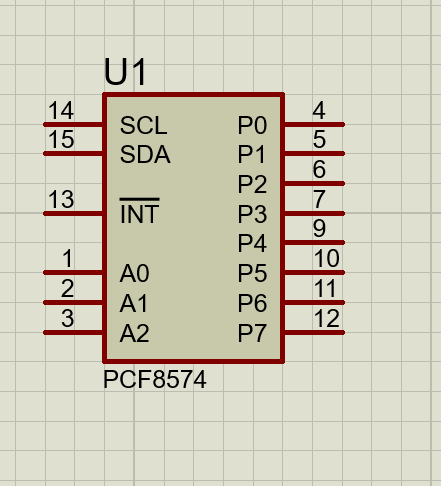 U1
14 SCL P0 4
15 SDA P1 5
P2 6
13 INT P3 7
P4 9
1 A0 P5 10
2 A1 P6 11
3 A2 P7 12
PCF8574